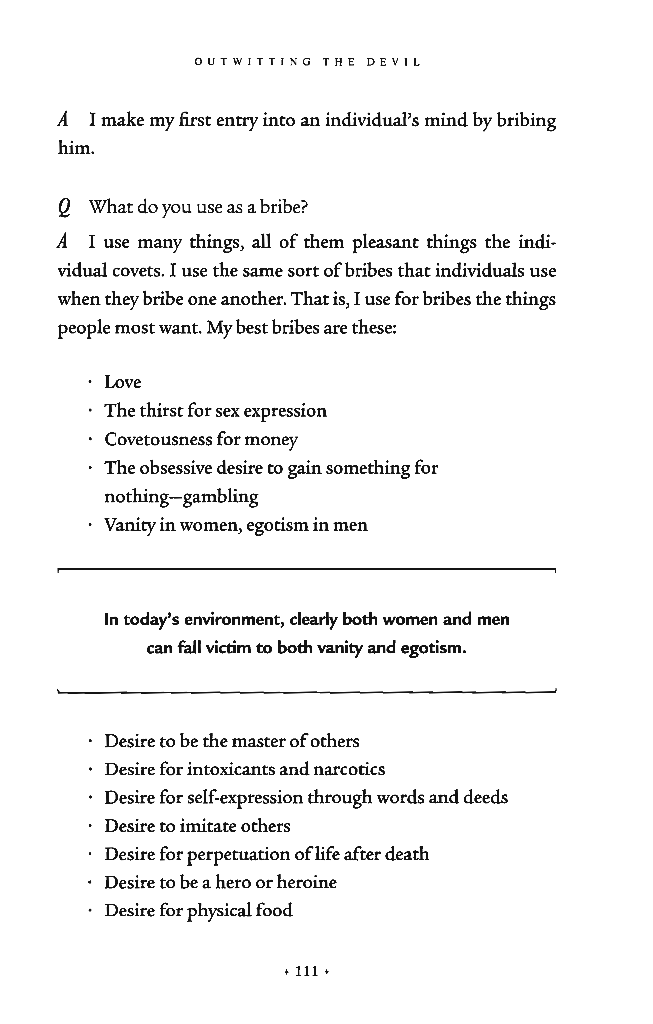 OUTWITTING THE DEVIL
A I make my first entry into an individual's mind by bribing
him.
Q What do you use as a bribe?
A I use many things, all of them pleasant things the indi-
vidual covets. I use the same sort of bribes that individuals use
when they bribe one another. That is, I use for bribes the things
people most want. My best bribes are these:
· Love
· The thirst for sex expression
· Covetousness for money
· The obsessive desire to gain something for
nothing—gambling
· Vanity in women, egotism in men
In today's environment, clearly both women and men
can fall victim to both vanity and egotism.
· Desire to be the master of others
· Desire for intoxicants and narcotics
· Desire for self-expression through words and deeds
· Desire to imitate others
· Desire for perpetuation of life after death
· Desire to be a hero or heroine
· Desire for physical food
• 111 •